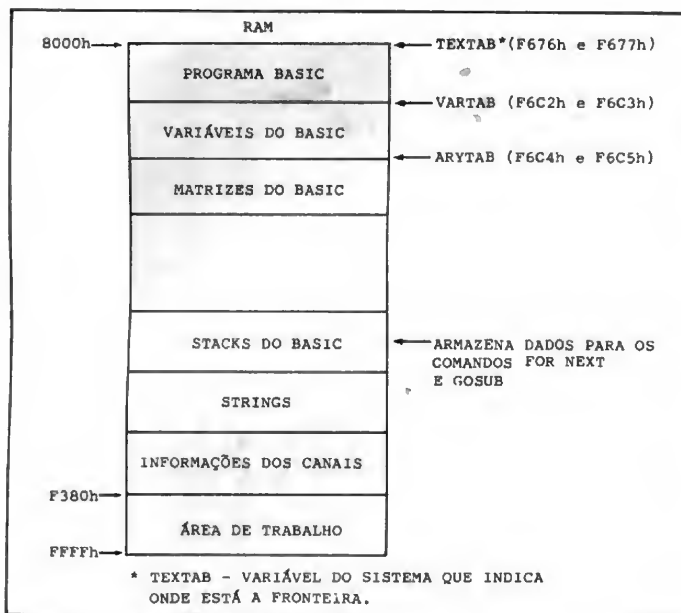 RAM
8000h
TEXTAB*(F676h e F677h)
PROGRAMA BASIC
VARTAB (F6C2h e F6C3h)
VARIÁVEIS DO BASIC
ARYTAB (F6C4h e F6C5h)
MATRIZES DO BASIC
STACKS DO BASIC
ARMAZENA DADOS PARA OS
COMANDOS FOR NEXT
E GOSUB
STRINGS
INFORMAÇÕES DOS CANAIS
F380h
ÁREA DE TRABALHO
FFFFh
* TEXTAB - VARIÁVEL DO SISTEMA QUE INDICA
ONDE ESTÁ A FRONTEIRA.